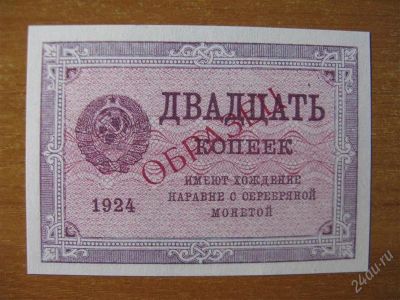 ДВАДЦАТЬ
КОПЕЕК
ОБРАЗЕЦ
ИМЕЮТ ХОЖДЕНИЕ
НАРАВНЕ С СЕРЕБРЯНОЙ
МОНЕТОЙ
1924
24au.ru